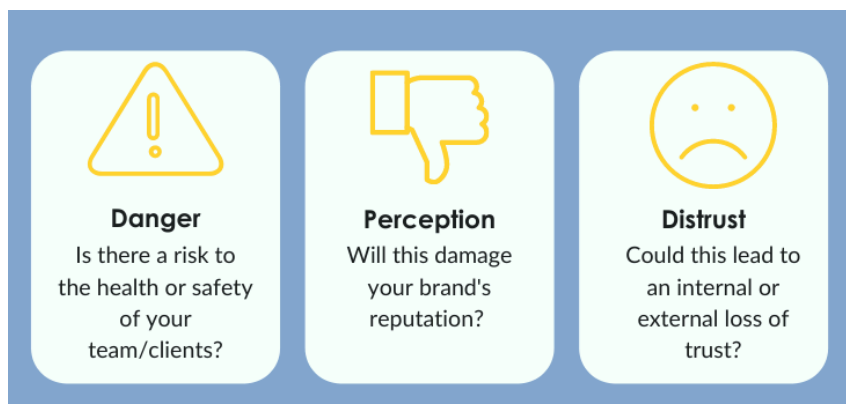 Danger
Is there a risk to
the health or safety
of your
team/clients?
Perception
Will this damage
your brand's
reputation?
Distrust
Could this lead to
an internal or
external loss of
trust?